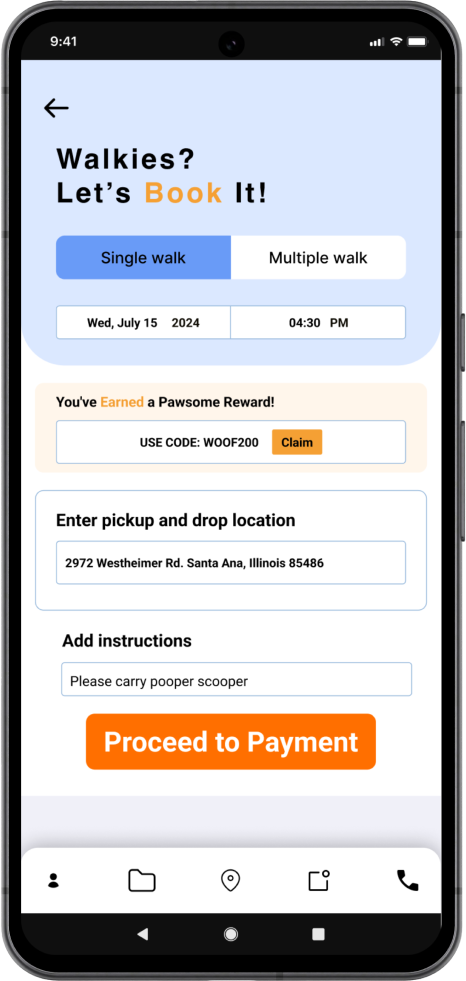 9:41
Walkies?
Let's Book It!
Single walk Multiple walk
Wed, July 15 2024 04:30 PM
You've Earned a Pawsome Reward!
USE CODE: WOOF200 Claim
Enter pickup and drop location
2972 Westheimer Rd. Santa Ana, Illinois 85486
Add instructions
Please carry pooper scooper
Proceed to Payment